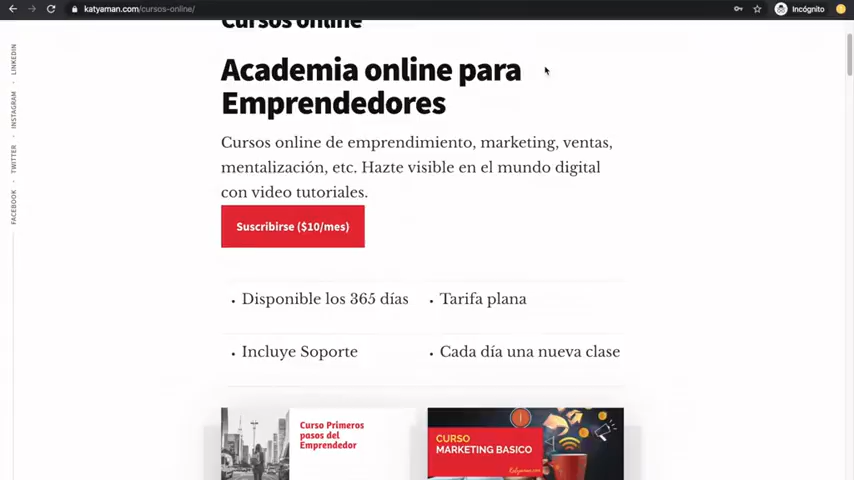 katyaman.com/cursos-online/
Incógnito
Cursos online
Academia online para
Emprendedores
Cursos online de emprendimiento, marketing, ventas,
mentalización, etc. Hazte visible en el mundo digital
con video tutoriales.
Suscribirse ($10/mes)
• Disponible los 365 días
• Tarifa plana
• Incluye Soporte
• Cada día una nueva clase
Curso Primeros
pasos del
Emprendedor
CURSO
MARKETING BASICO
Katyaman.com
LINKEDIN
INSTAGRAM
TWITTER
FACEBOOK